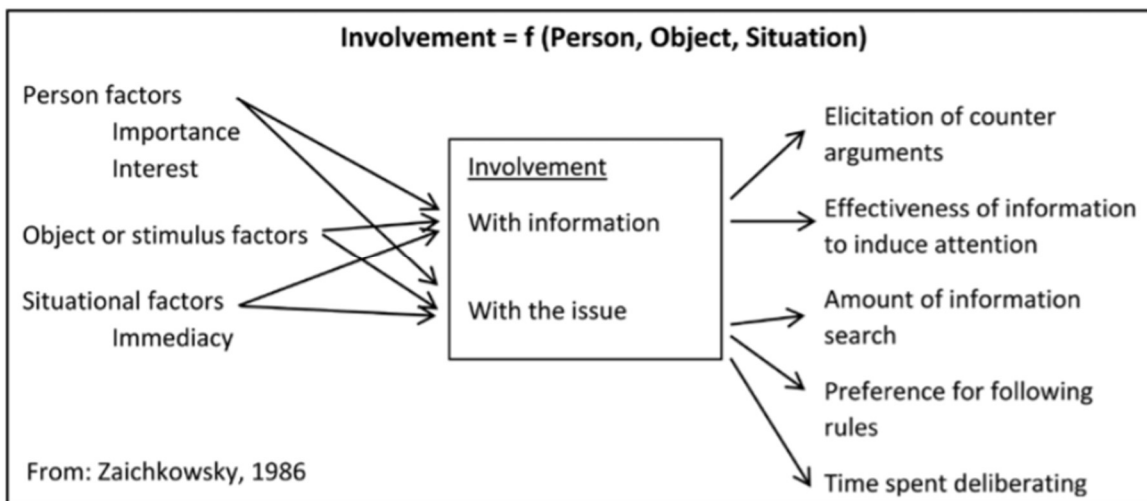 Involvement = f (Person, Object, Situation)
Person factors
Importance
Interest
Object or stimulus factors
Situational factors
Immediacy
Involvement
With information
With the issue
Elicitation of counter
arguments
Effectiveness of information
to induce attention
Amount of information
search
Preference for following
rules
Time spent deliberating
From: Zaichkowsky, 1986